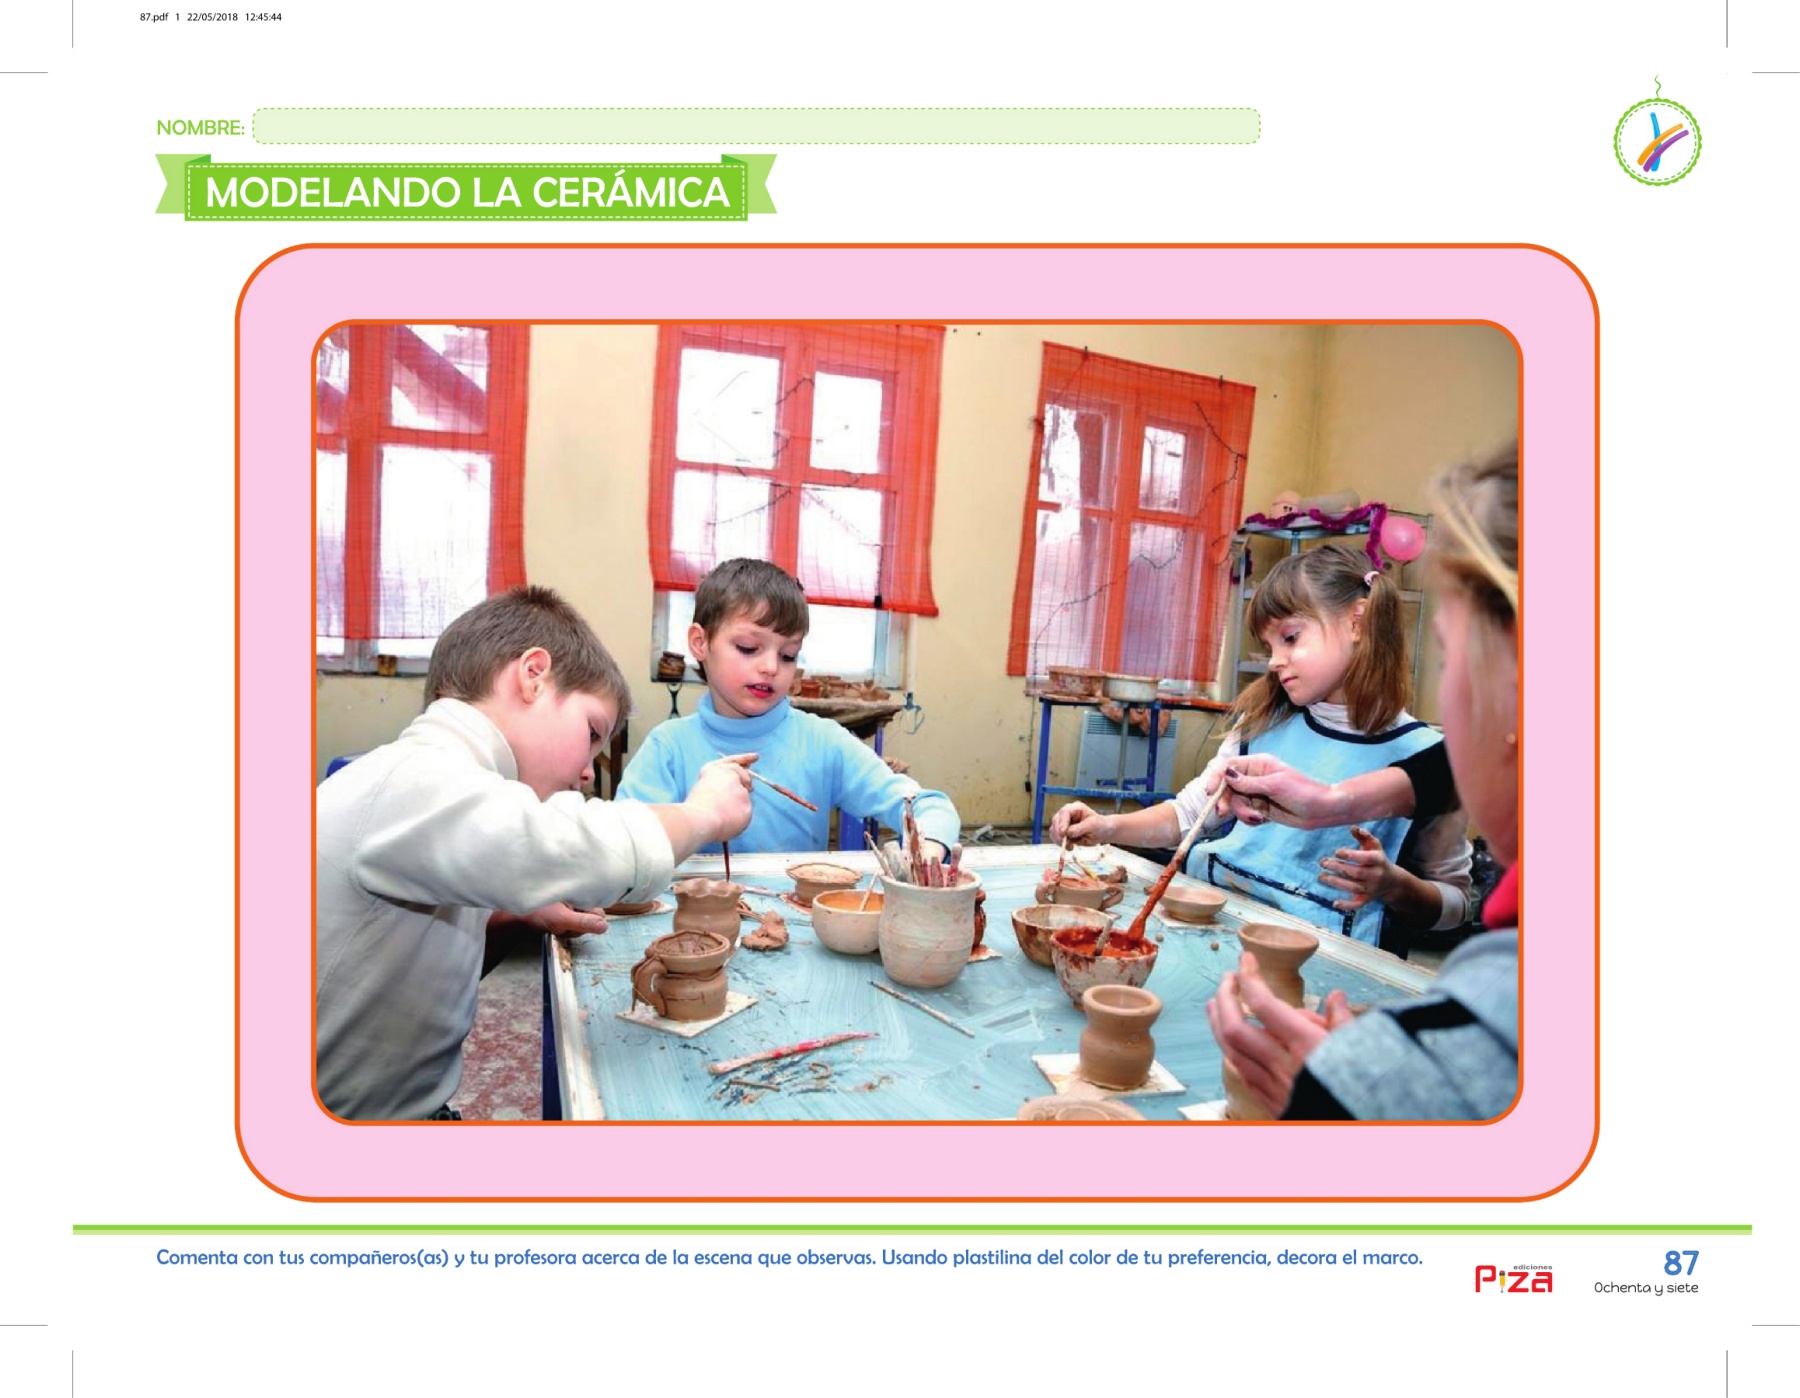 87.pdf 1 22/05/2018 12:45:44
NOMBRE:
MODELANDO LA CERÁMICA
Comenta con tus compañeros(as) y tu profesora acerca de la escena que observas. Usando plastilina del color de tu preferencia, decora el marco.
ediciones
Piza
87
Ochenta y siete